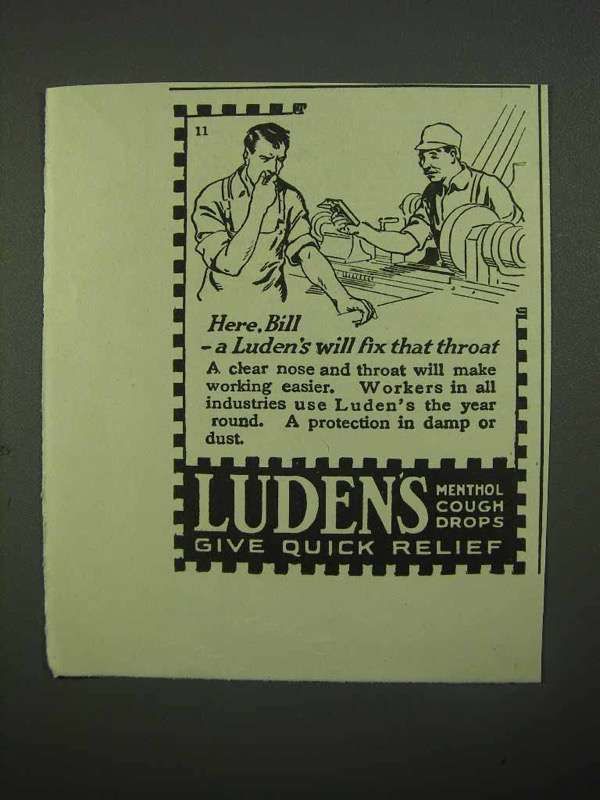 11
Here, Bill
- a Luden's will fix that throat
A clear nose and throat will make
working easier. Workers in all
industries use Luden's the year
round. A protection in damp or
dust.
LUDEN'S
MENTHOL
COUGH
DROPS
GIVE QUICK RELIEF